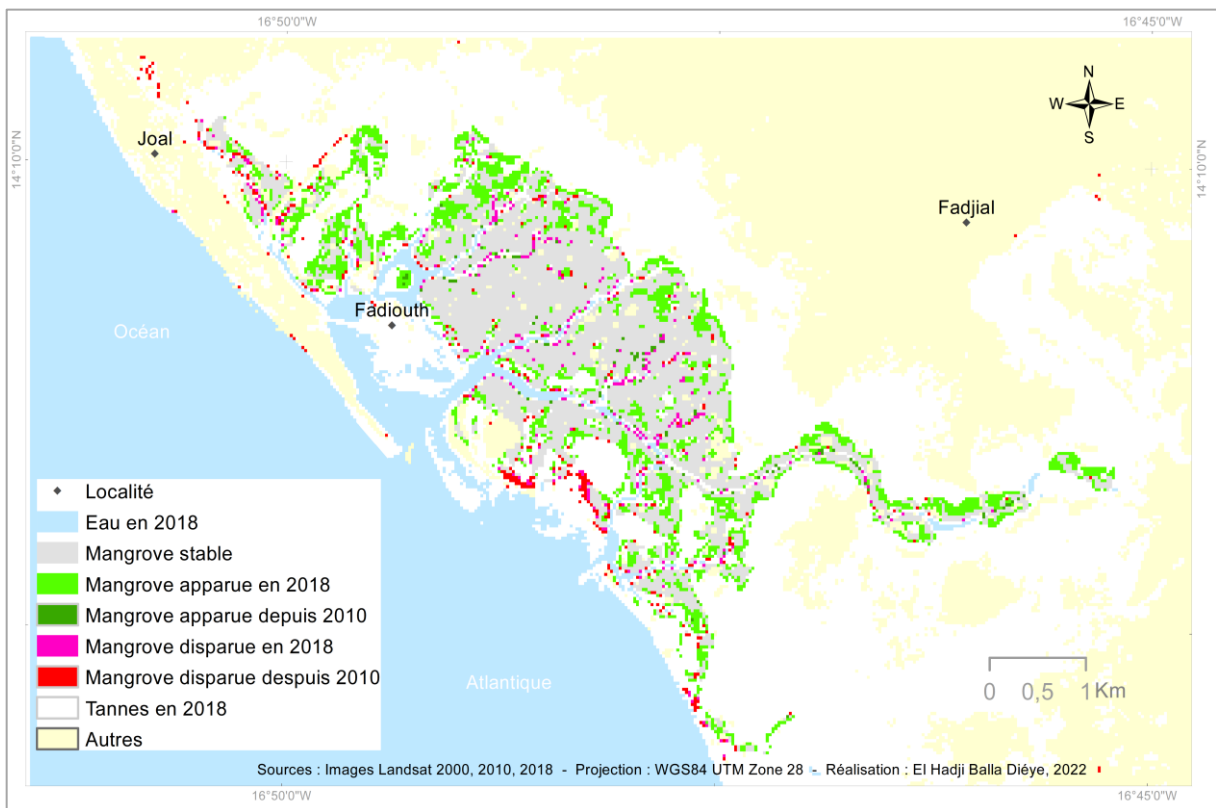 16°50'0"W
16°45'0"W
N
W
E
S
14°10'0"N
14°10'0"N
Joal
Fadjial
Fadiouth
Océan
Localité
Eau en 2018
Mangrove stable
Mangrove apparue en 2018
Mangrove apparue depuis 2010
Mangrove disparue en 2018
Mangrove disparue despuis 2010
Tannes en 2018
Autres
Atlantique
0 0,5 1 Km
Sources : Images Landsat 2000, 2010, 2018 - Projection : WGS84 UTM Zone 28 - Réalisation : El Hadji Balla Diéye, 2022
16°50'0"W
16°45'0"W